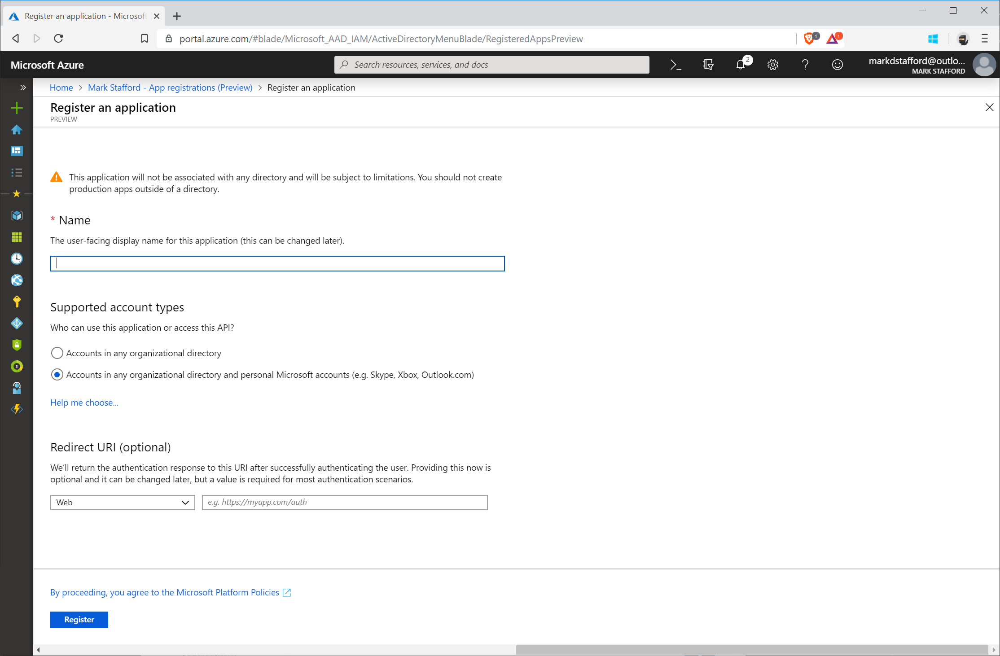 Register an application - Microsoft
portal.azure.com/#blade/Microsoft_AAD_IAM/ActiveDirectoryMenuBlade/RegisteredAppsPreview
1
1
Microsoft Azure
Search resources, services, and docs
2
markdstafford@outlo...
MARK STAFFORD
Home > Mark Stafford - App registrations (Preview) > Register an application
Register an application
PREVIEW
This application will not be associated with any directory and will be subject to limitations. You should not create
production apps outside of a directory.
* Name
The user-facing display name for this application (this can be changed later).
Supported account types
Who can use this application or access this API?
Accounts in any organizational directory
Accounts in any organizational directory and personal Microsoft accounts (e.g. Skype, Xbox, Outlook.com)
Help me choose...
Redirect URI (optional)
We'll return the authentication response to this URI after successfully authenticating the user. Providing this now is
optional and it can be changed later, but a value is required for most authentication scenarios.
Web
e.g. https://myapp.com/auth
By proceeding, you agree to the Microsoft Platform Policies
Register